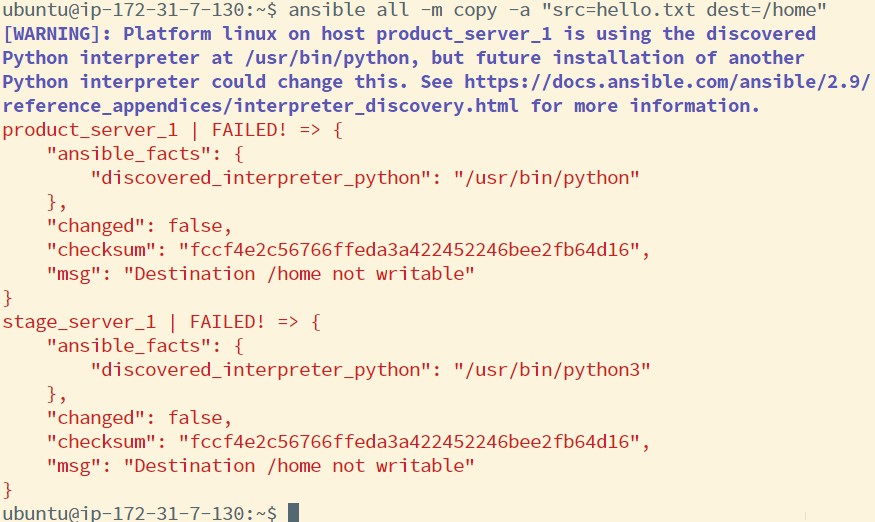 ubuntu@ip-172-31-7-130:~$ ansible all -m copy -a "src=hello.txt dest=/home"
[WARNING]: Platform linux on host product_server_1 is using the discovered
Python interpreter at /usr/bin/python, but future installation of another
Python interpreter could change this. See https://docs.ansible.com/ansible/2.9/
reference_appendices/interpreter_discovery.html for more information.
product_server_1 | FAILED! => {
    "ansible_facts": {
        "discovered_interpreter_python": "/usr/bin/python"
    },
    "changed": false,
    "checksum": "fccf4e2c56766ffeda3a422452246bee2fb64d16",
    "msg": "Destination /home not writable"
}
stage_server_1 | FAILED! => {
    "ansible_facts": {
        "discovered_interpreter_python": "/usr/bin/python3"
    },
    "changed": false,
    "checksum": "fccf4e2c56766ffeda3a422452246bee2fb64d16",
    "msg": "Destination /home not writable"
}
ubuntu@ip-172-31-7-130:~$